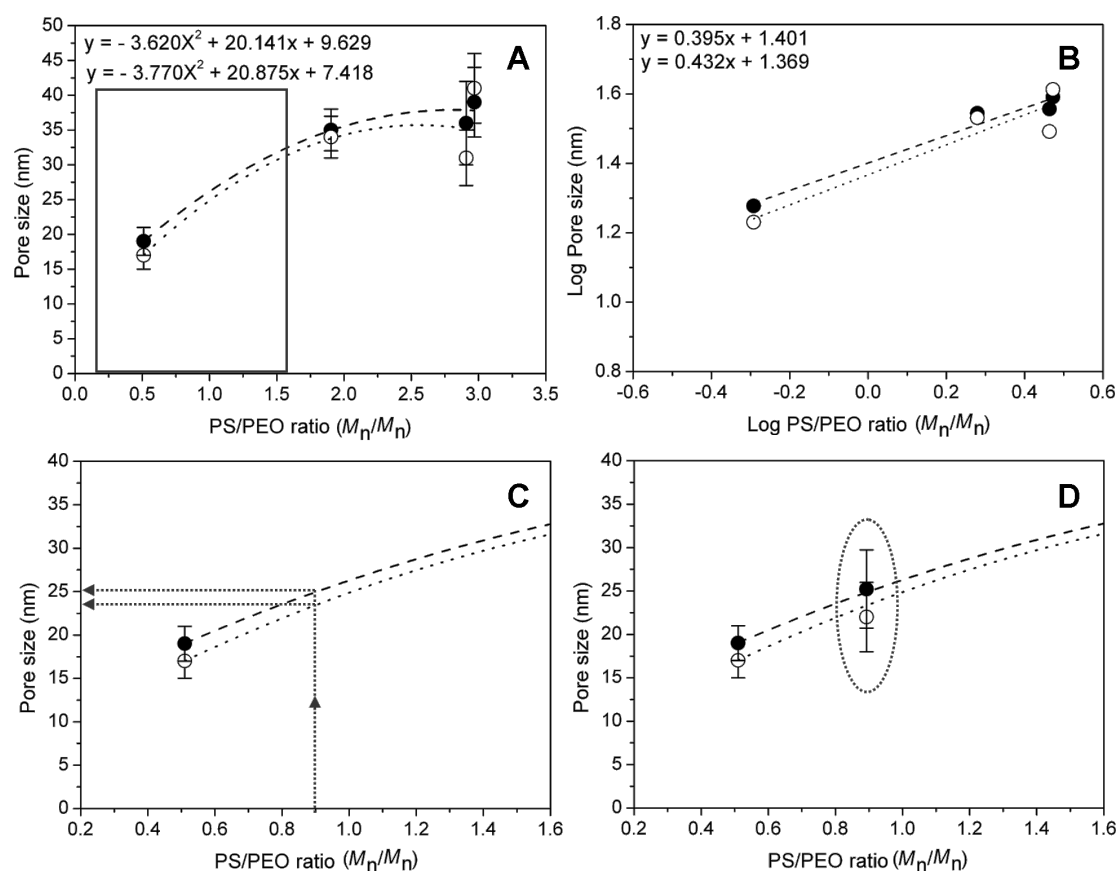 y = - 3.620X² + 20.141x + 9.629
y = - 3.770X² + 20.875x + 7.418
A
50
45
40
35
30
25
20
15
10
5
0
Pore size (nm)
0.0 0.5 1.0 1.5 2.0 2.5 3.0 3.5
PS/PEO ratio (Mn/Mn)
y = 0.395x + 1.401
y = 0.432x + 1.369
B
1.8
1.6
1.4
1.2
1.0
0.8
Log Pore size (nm)
-0.6 -0.4 -0.2 0.0 0.2 0.4 0.6
Log PS/PEO ratio (Mn/Mn)
C
40
35
30
25
20
15
10
5
0
Pore size (nm)
0.2 0.4 0.6 0.8 1.0 1.2 1.4 1.6
PS/PEO ratio (Mn/Mn)
D
40
35
30
25
20
15
10
5
0
Pore size (nm)
0.2 0.4 0.6 0.8 1.0 1.2 1.4 1.6
PS/PEO ratio (Mn/Mn)